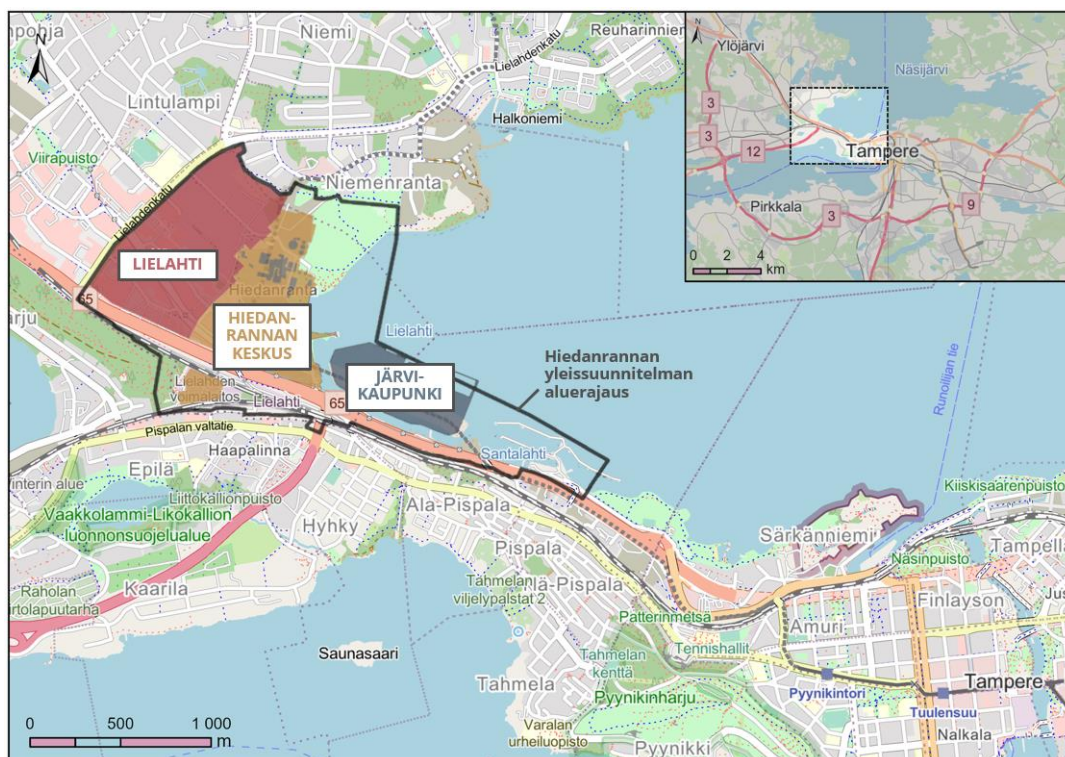 N
Niemi
Reuharinnien
Lielahdenkatu
Lintulampi
Halkoniemi
Viirapuisto
Niemenranta
Lielahdenkatu
LIELAHTI
65
Hiedanranta
HIEDAN-
RANNAN
KESKUS
Lielahti
JÄRVI-
KAUPUNKI
Hiedanrannan
yleissuunnitelman
aluerajaus
Lielahden
voimalaitos
Lielahti
65
Pispalan valtatie
Santalahti
Epilä
Haapalinna
Liittokallionpuisto
Vaakkolammi-Likokallion
luonnonsuojelualue
Hyhky
Ala-Pispala
Pispala
Kaarila
Raholan
Tähmelan
viljelypalstat 2
Saunasaari
Tahmela
Tahmelan
kenttä
Varalan
urheiluopisto
Patterinmetsä
Tennishallit
Pyynikinharju
Pyynikki
Särkänniemi
Kiiskisaarenpuisto
Näsinpuisto
Tampella
Finlayson
Amuri
Pyynikintori
Tampere
Tuulensuu
Nalkala
Runoilijan tie
0 500 1 000
m
N
Ylöjärvi
Näsijärvi
3
3
12
Tampere
Pirkkala
3
9
0 2 4
km